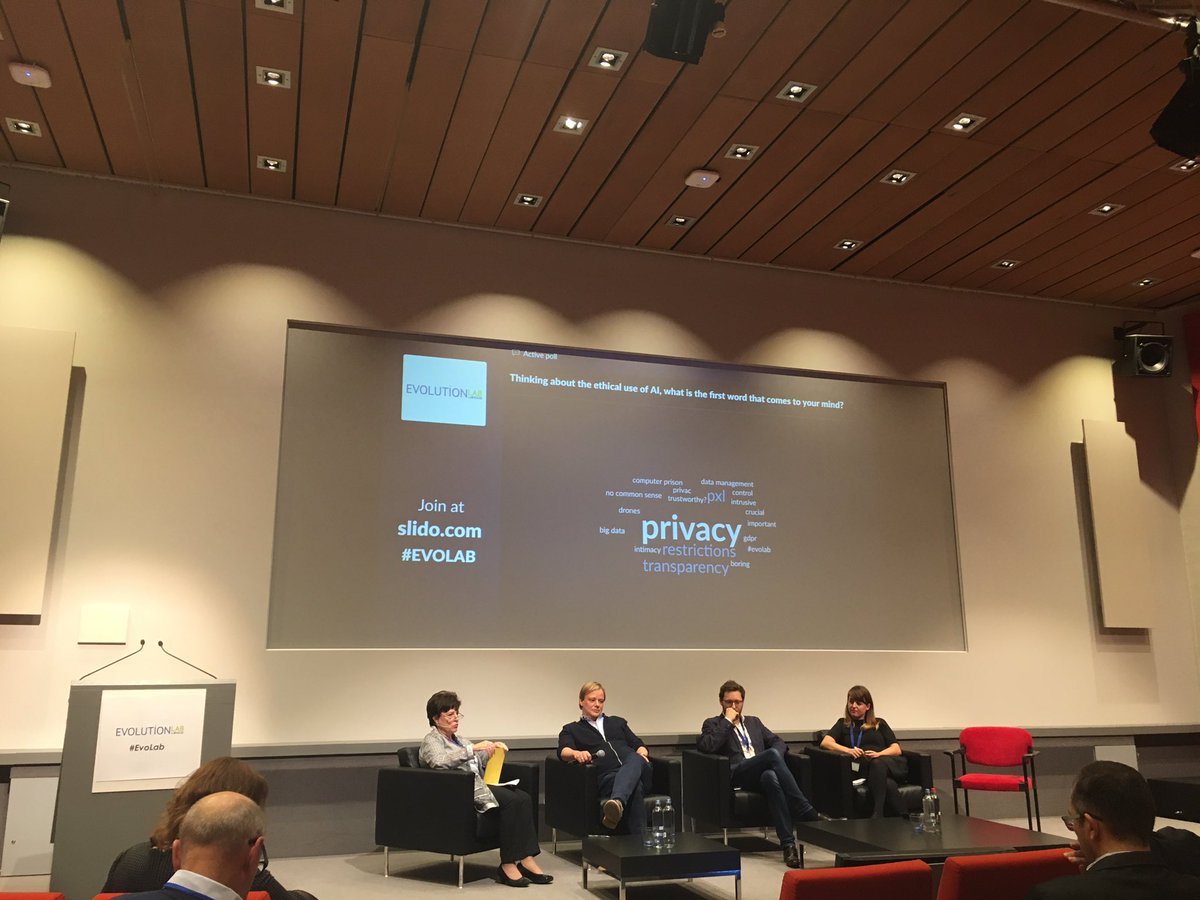 Active poll
EVOLUTIONLAB
Thinking about the ethical use of AI, what is the first word that comes to your mind?
Join at
slido.com
#EVOLAB
computer prison
data management
privac
no common sense
trustworthy?
pxl
control
intrusive
drones
crucial
big data
privacy
important
gdpr
intimacy
restrictions
#evolab
transparency
boring
EVOLUTIONLAB
#EvoLab